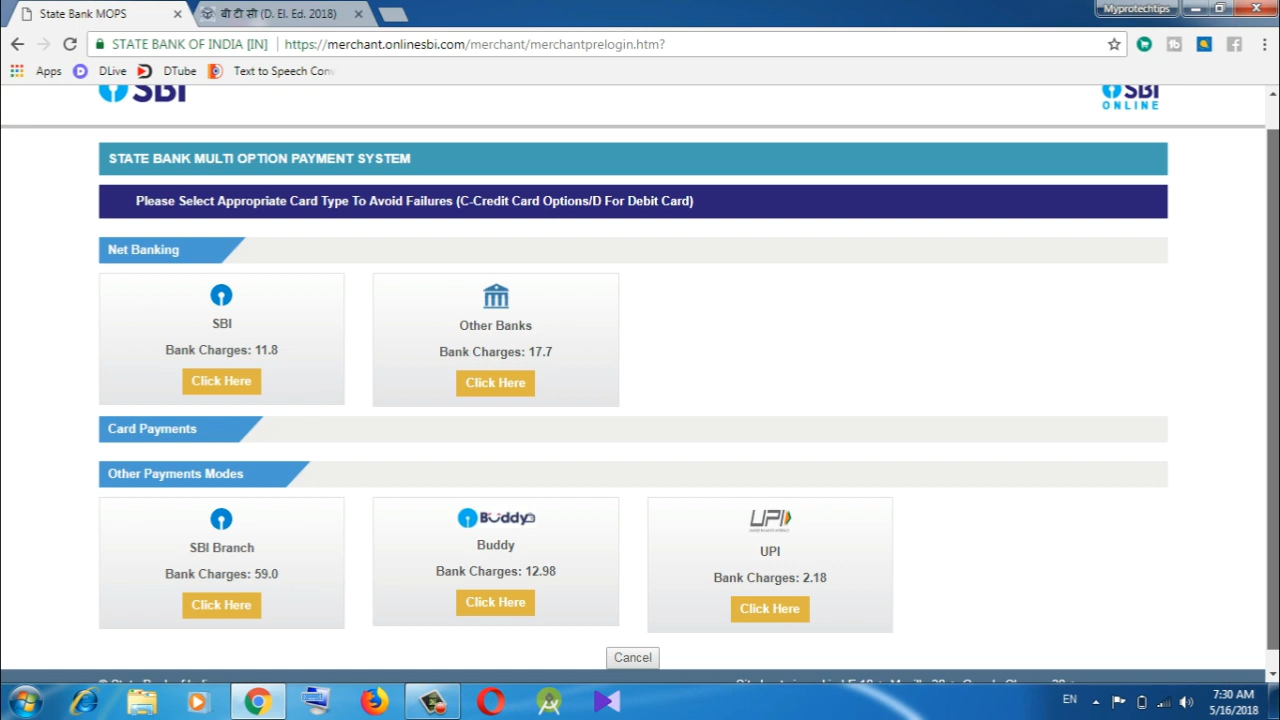 State Bank MOPS
बी टी सी (D. El. Ed. 2018)
Myprotechtips
STATE BANK OF INDIA [IN]
https://merchant.onlinesbi.com/merchant/merchantprelogin.htm?
Apps
DLive
DTube
Text to Speech Con
SBI
SBI
ONLINE
STATE BANK MULTI OPTION PAYMENT SYSTEM
Please Select Appropriate Card Type To Avoid Failures (C-Credit Card Options/D For Debit Card)
Net Banking
SBI
Bank Charges: 11.8
Click Here
Other Banks
Bank Charges: 17.7
Click Here
Card Payments
Other Payments Modes
SBI Branch
Bank Charges: 59.0
Click Here
Buddy
Buddy
Bank Charges: 12.98
Click Here
UPI
UPI
Bank Charges: 2.18
Click Here
Cancel
© State Bank of India
EN
7:30 AM
5/16/2018